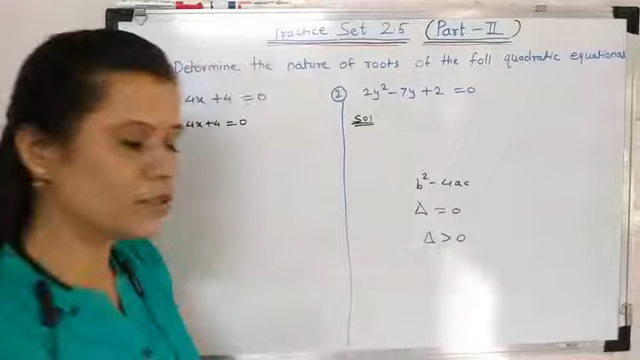 Practice Set 2.5 (Part-II)
Determine the nature of roots of the foll quadratic equations
4x + 4 = 0
② 2y² - 7y + 2 = 0
4x + 4 = 0
Sol
b² - 4ac
Δ = 0
Δ > 0